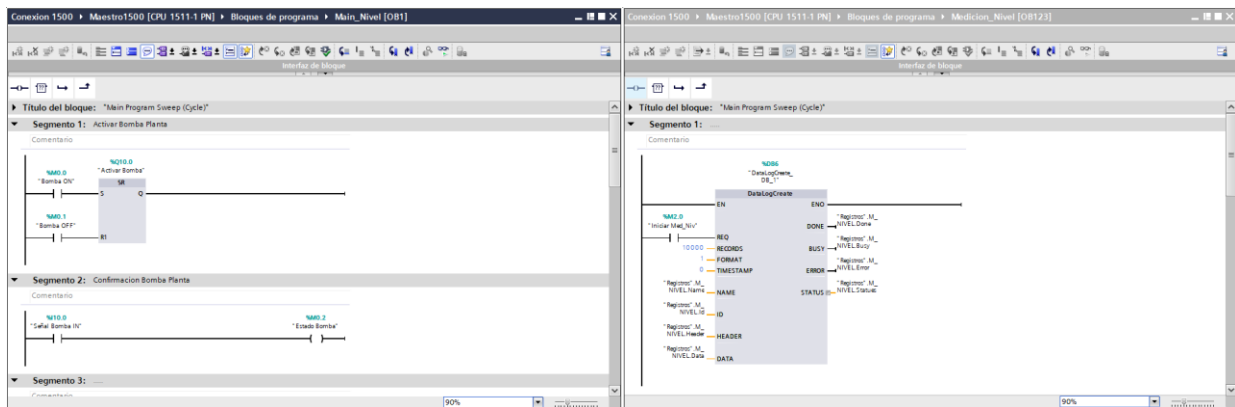 Conexion 1500 ▸ Maestro1500 [CPU 1511-1 PN] ▸ Bloques de programa ▸ Main_Nivel [OB1]
Interfaz de bloque
Título del bloque: "Main Program Sweep (Cycle)"
Segmento 1: Activar Bomba Planta
Comentario
%Q10.0
"Activar Bomba"
%M0.0
"Bomba ON"
SR
S Q
%M0.1
"Bomba OFF"
R1
Segmento 2: Confirmacion Bomba Planta
Comentario
%I10.0
"Señal Bomba IN"
%M0.2
"Estado Bomba"
Segmento 3: ....
Comentario
90%
Conexion 1500 ▸ Maestro1500 [CPU 1511-1 PN] ▸ Bloques de programa ▸ Medicion_Nivel [OB123]
Interfaz de bloque
Título del bloque: "Main Program Sweep (Cycle)"
Segmento 1: ....
Comentario
%DB6
"DataLogCreate_
DB_1"
DataLogCreate
EN ENO
%M2.0
"Iniciar Med_Niv"
REQ
10000 RECORDS
1 FORMAT
0 TIMESTAMP
"Registros".M_
NIVEL.Name NAME
"Registros".M_
NIVEL.Id ID
"Registros".M_
NIVEL.Header HEADER
"Registros".M_
NIVEL.Data DATA
"Registros".M_
DONE NIVEL.Done
"Registros".M_
BUSY NIVEL.Busy
"Registros".M_
ERROR NIVEL.Error
"Registros".M_
STATUS NIVEL.Statues
90%